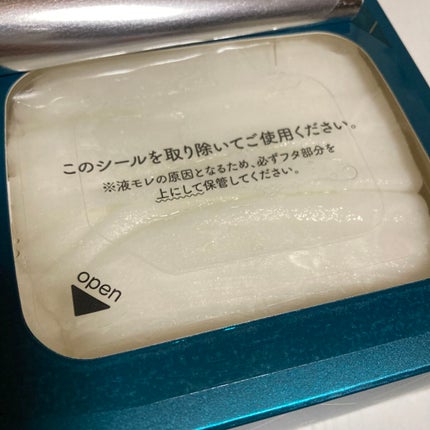 このシールを取り除いてご使用ください。
※液モレの原因となるため、必ずフタ部分を
上にして保管してください。
open